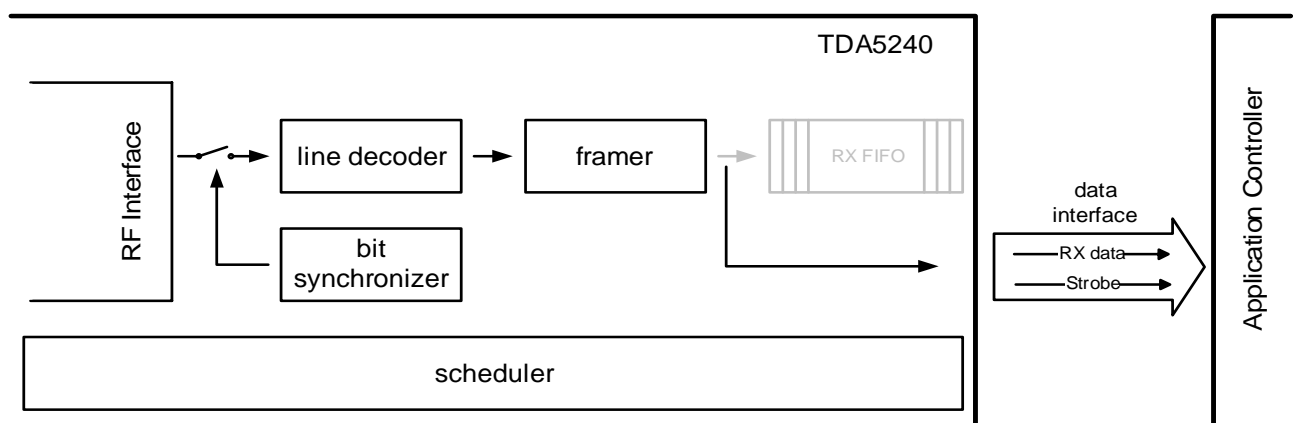 TDA5240
RF Interface
line decoder
framer
RX FIFO
bit
synchronizer
scheduler
data
interface
RX data
Strobe
Application Controller